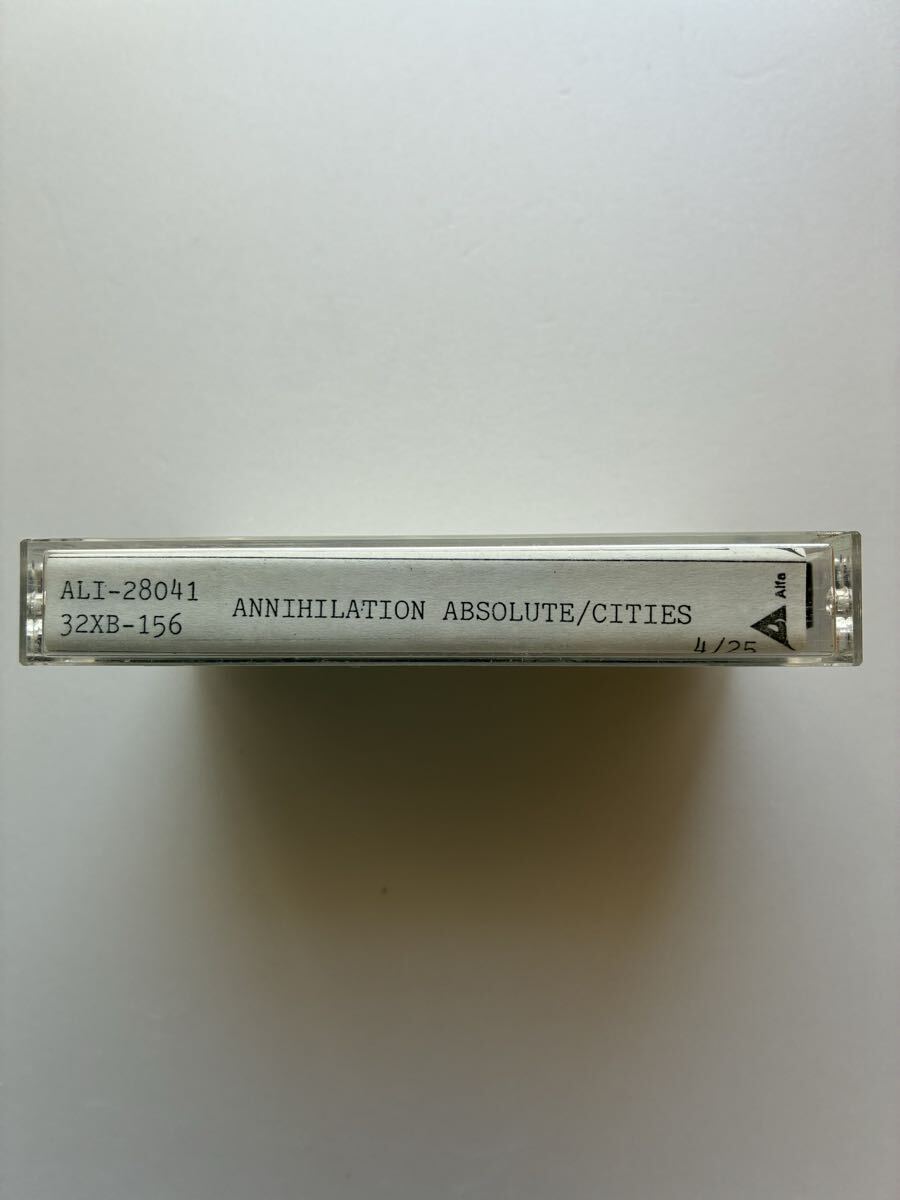 ALI-28041
32XB-156
ANNIHILATION ABSOLUTE/CITIES
4/25
Alfa